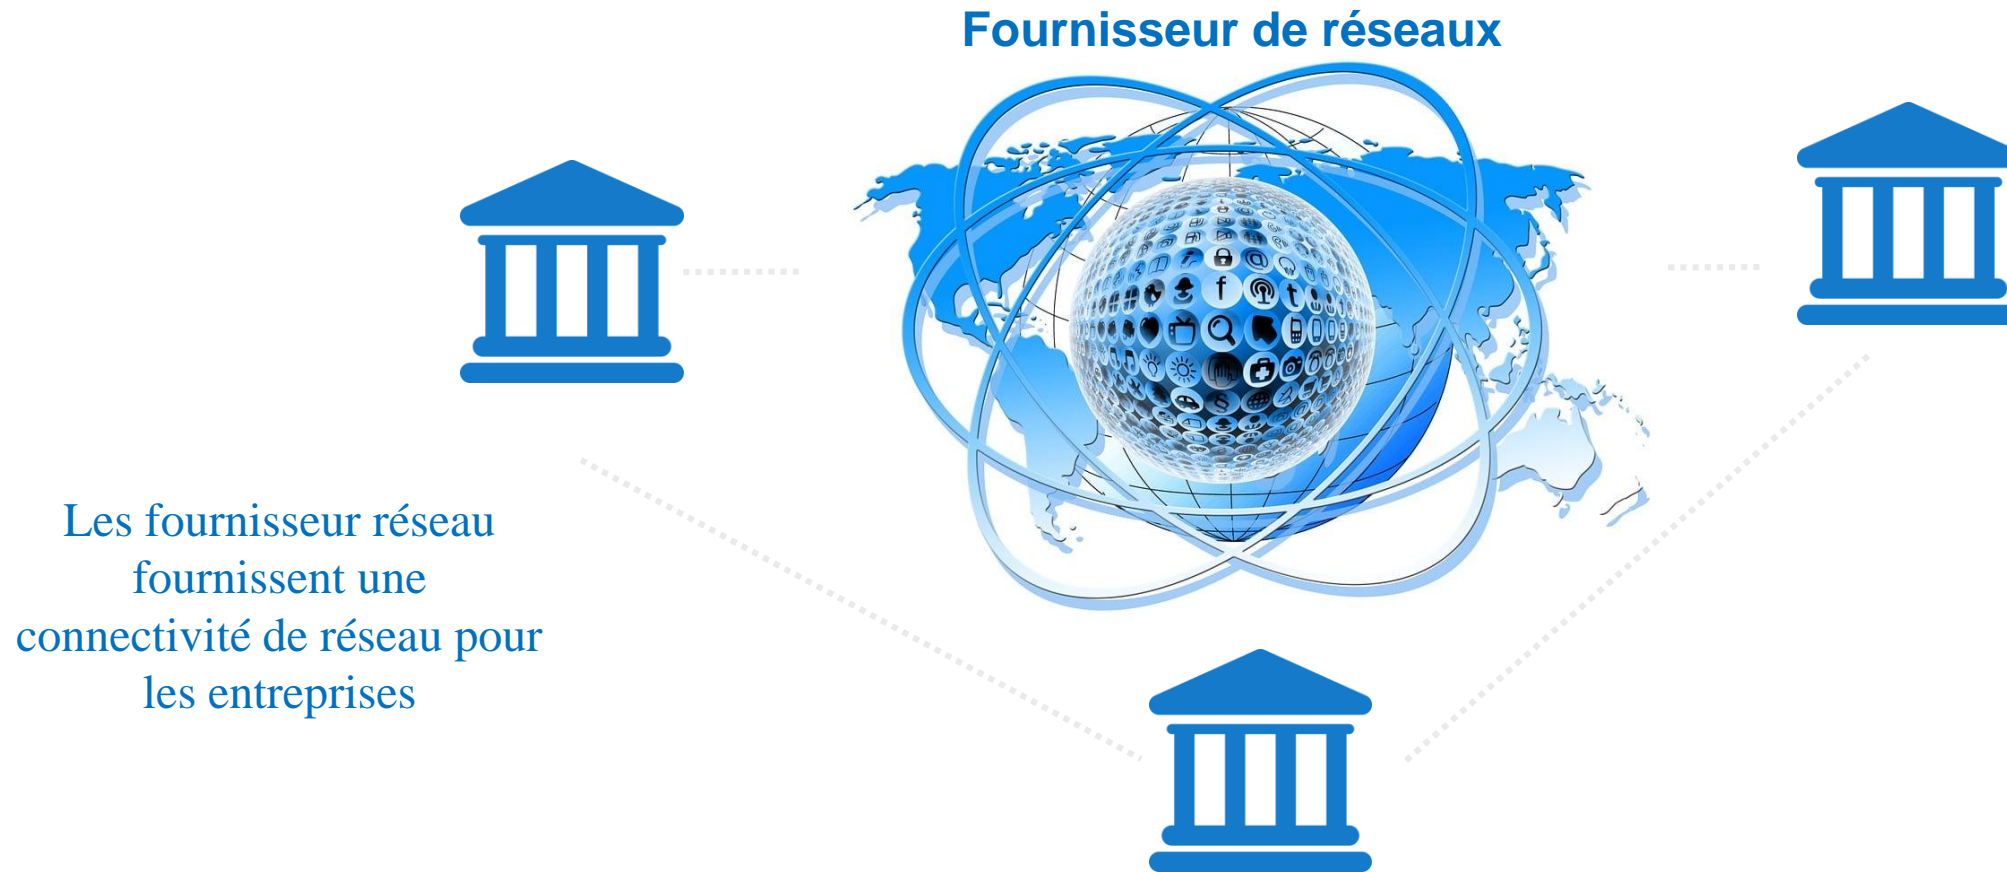 Fournisseur de réseaux
Les fournisseur réseau
fournissent une
connectivité de réseau pour
les entreprises